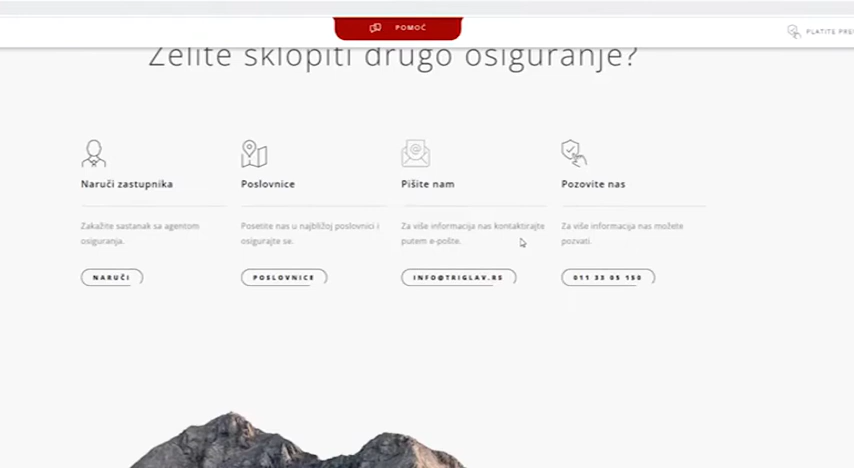 POMOĆ
PLATITE
Želite sklopiti drugo osiguranje?
Naruči zastupnika
Zakažite sastanak sa agentom
osiguranja.
NARUČI
Poslovnice
Posetite nas u najbližoj poslovnici i
osigurajte se.
POSLOVNICE
Pišite nam
Za više informacija nas kontaktirajte
putem e-pošte.
INFO@TRIGLAV.RS
Pozovite nas
Za više informacija nas možete
pozvati.
011 33 05 150